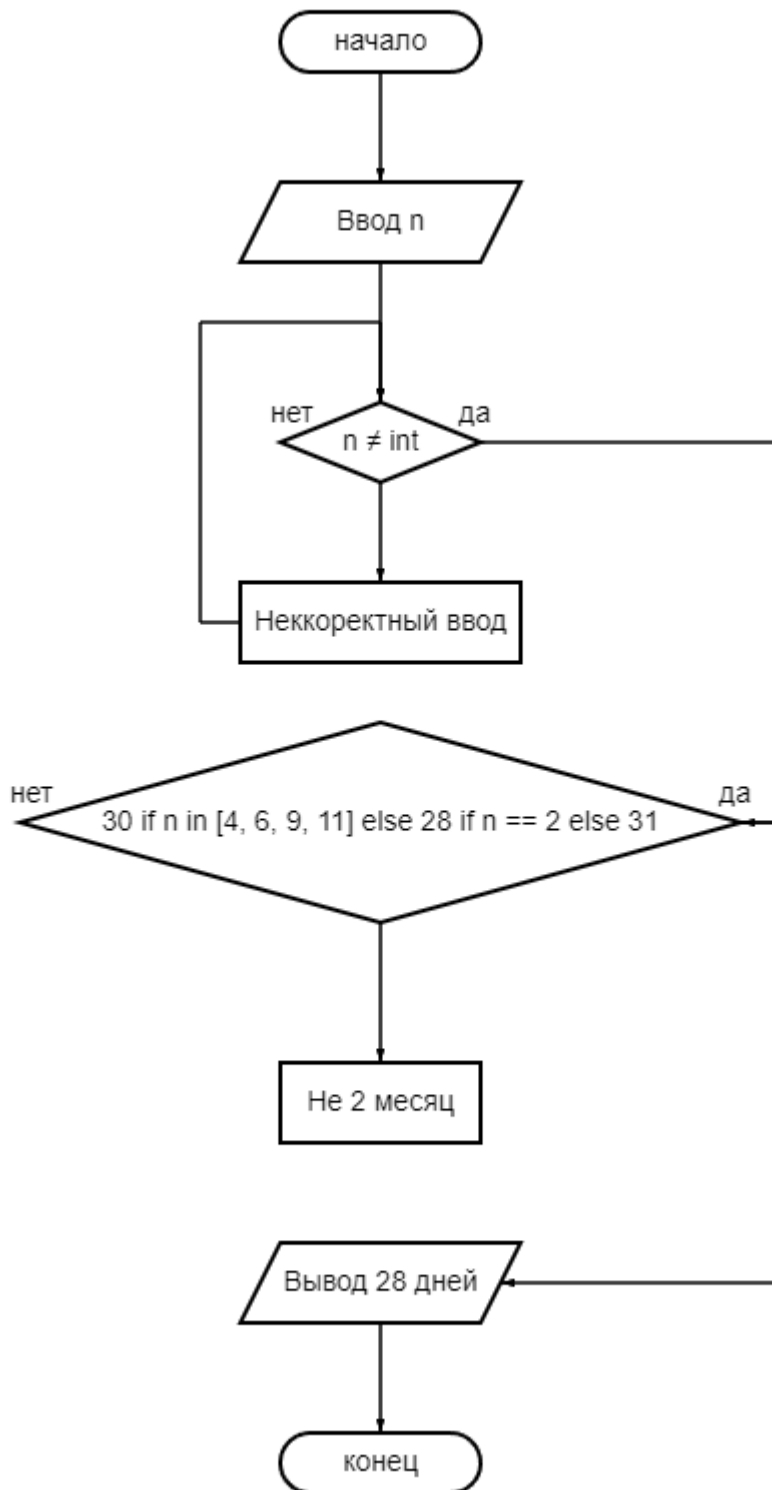 начало
Ввод n
нет
да
n ≠ int
Неккоректный ввод
нет
да
30 if n in [4, 6, 9, 11] else 28 if n == 2 else 31
Не 2 месяц
Вывод 28 дней
конец